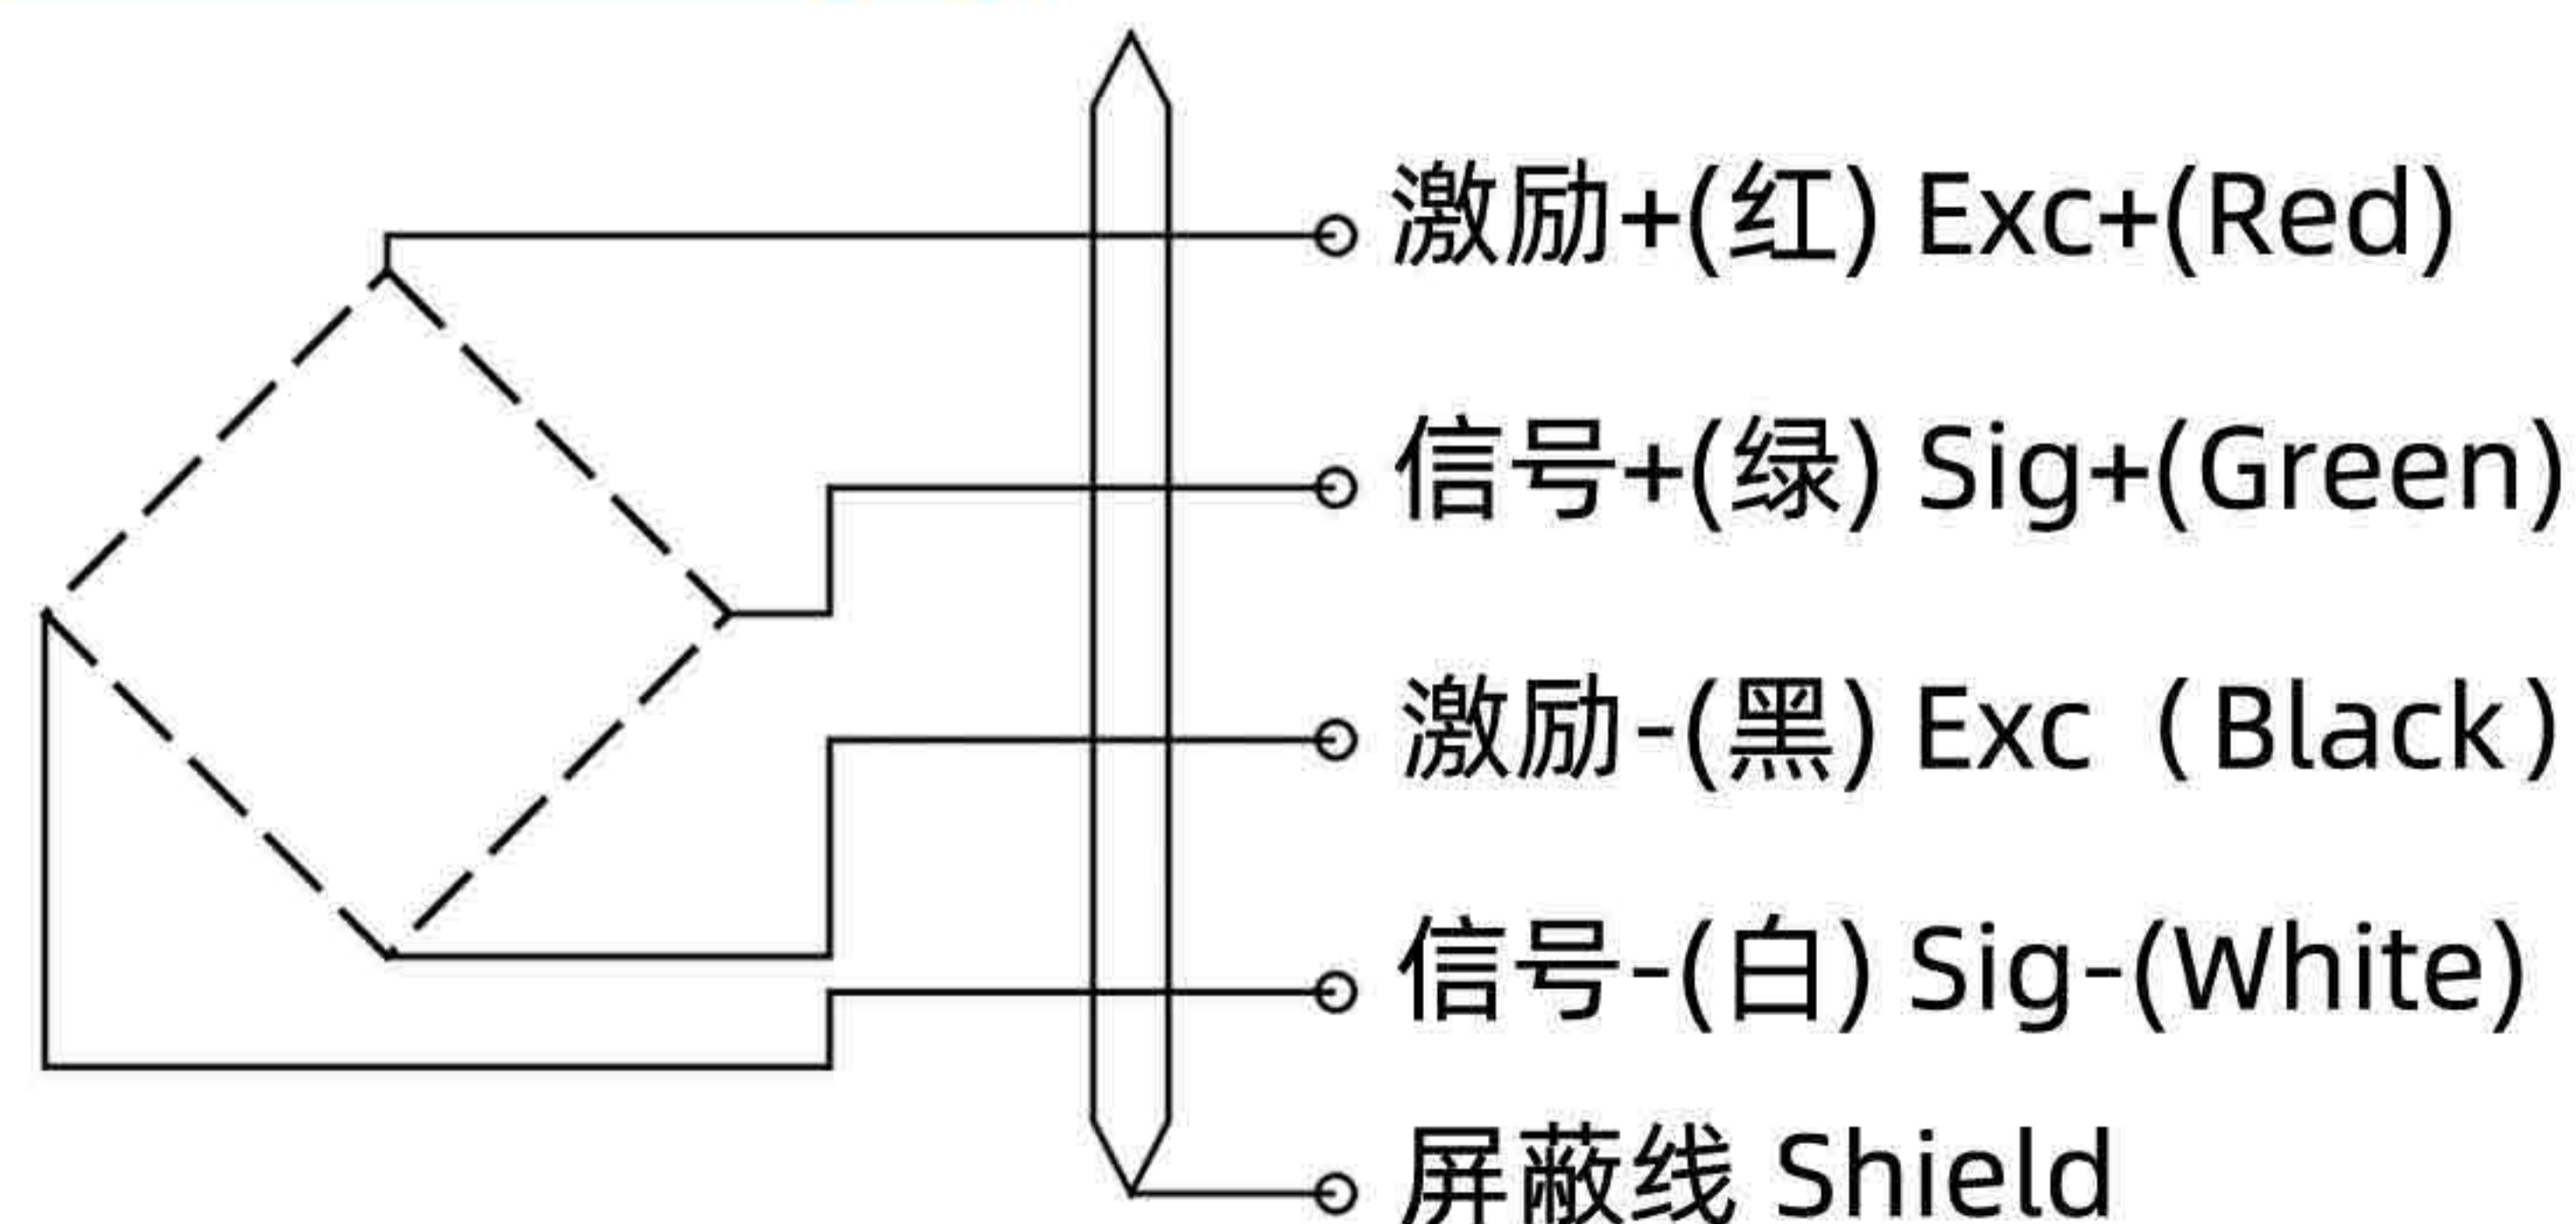 激励+(红) Exc+(Red)
信号+(绿) Sig+(Green)
激励-(黑) Exc（Black）
信号-(白) Sig-(White)
屏蔽线 Shield